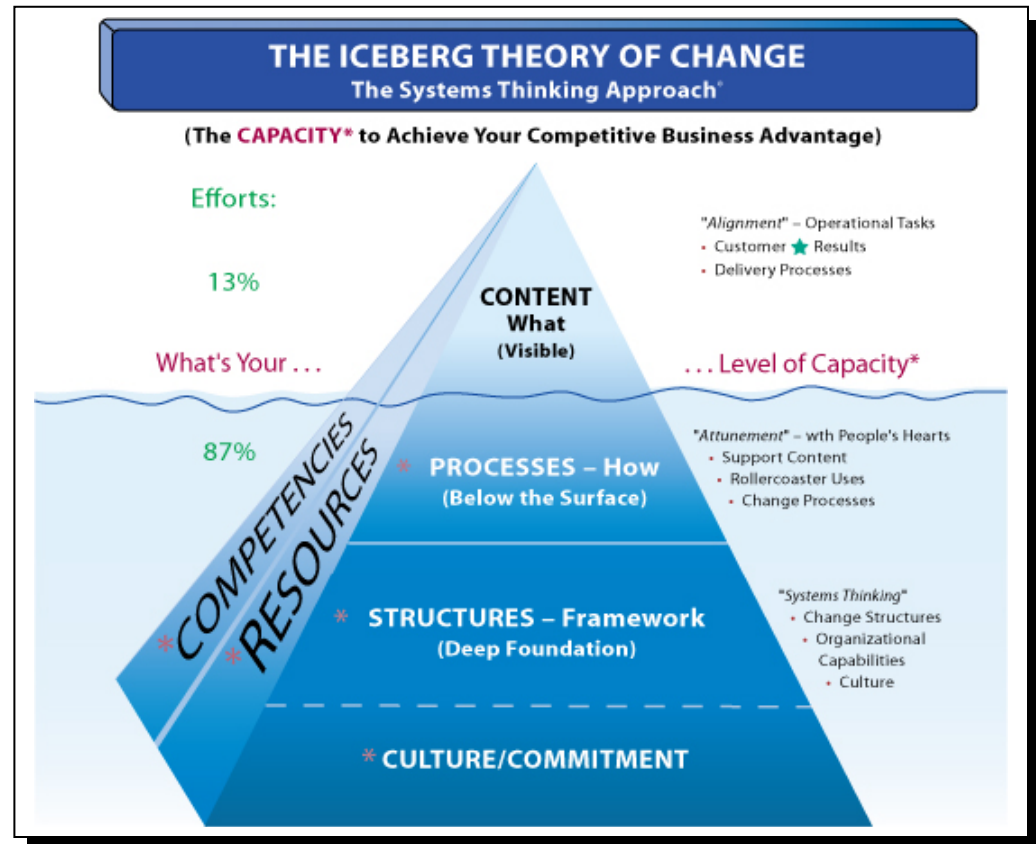 THE ICEBERG THEORY OF CHANGE
The Systems Thinking Approach®
(The CAPACITY* to Achieve Your Competitive Business Advantage)
Efforts:
13%
What's Your . . .
87%
"Alignment" – Operational Tasks
• Customer ★ Results
• Delivery Processes
. . . Level of Capacity*
CONTENT
What
(Visible)
* COMPETENCIES
* RESOURCES
* PROCESSES – How
(Below the Surface)
"Attunement" – wth People's Hearts
• Support Content
• Rollercoaster Uses
• Change Processes
* STRUCTURES – Framework
(Deep Foundation)
"Systems Thinking"
• Change Structures
• Organizational
Capabilities
• Culture
* CULTURE/COMMITMENT